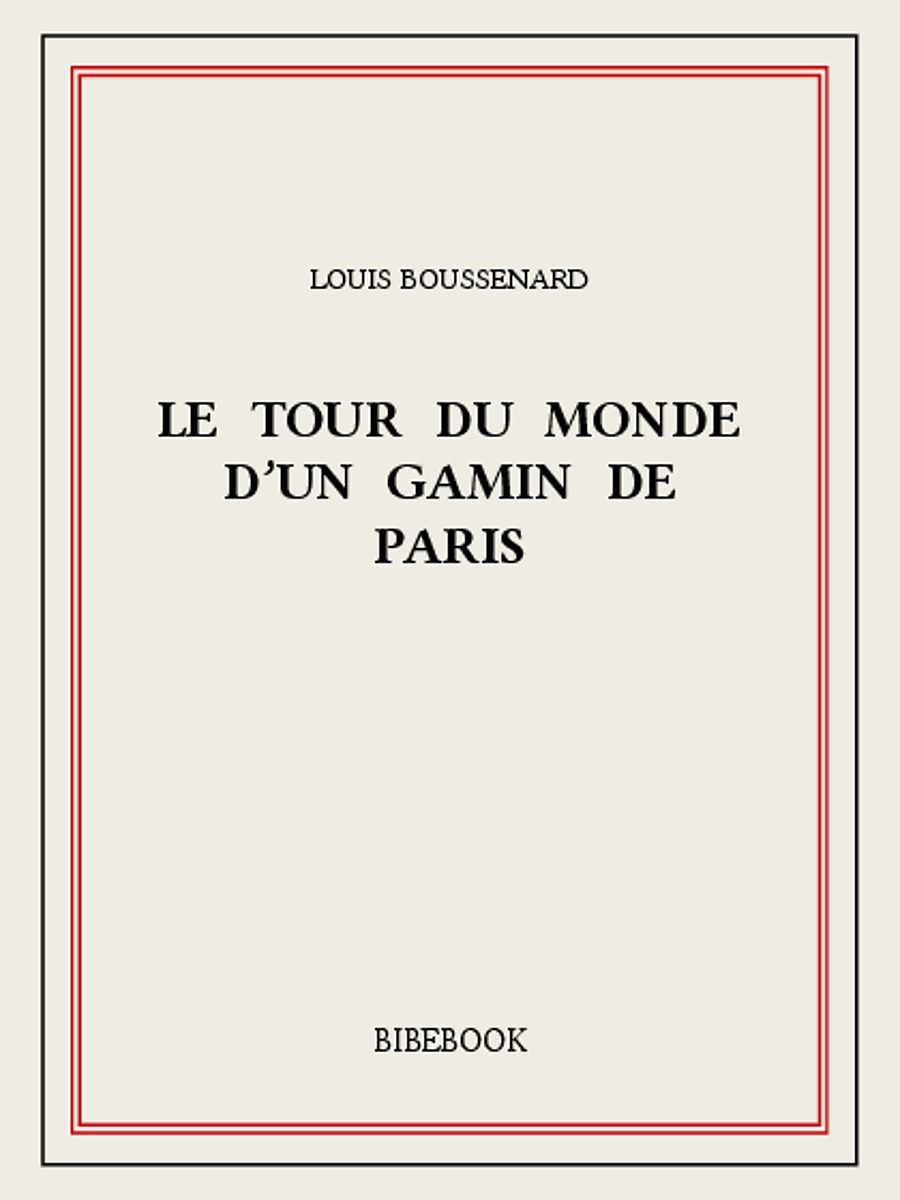 LOUIS BOUSSENARD
LE TOUR DU MONDE
D’UN GAMIN DE
PARIS
BIBEBOOK